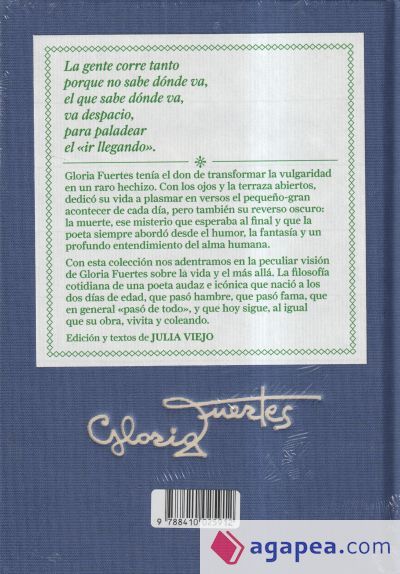 La gente corre tanto
porque no sabe dónde va,
el que sabe dónde va,
va despacio,
para paladear
el «ir llegando».
Gloria Fuertes tenía el don de transformar la vulgaridad
en un raro hechizo. Con los ojos y la terraza abiertos,
dedicó su vida a plasmar en versos el pequeño-gran
acontecer de cada día, pero también su reverso oscuro:
la muerte, ese misterio que esperaba al final y que la
poeta siempre abordó desde el humor, la fantasía y un
profundo entendimiento del alma humana.
Con esta colección nos adentramos en la peculiar visión
de Gloria Fuertes sobre la vida y el más allá. La filosofía
cotidiana de una poeta audaz e icónica que nació a los
dos días de edad, que pasó hambre, que pasó fama, que
en general «pasó de todo», y que hoy sigue, al igual
que su obra, vivita y coleando.
Edición y textos de JULIA VIEJO
Gloria Fuertes
agapea.com